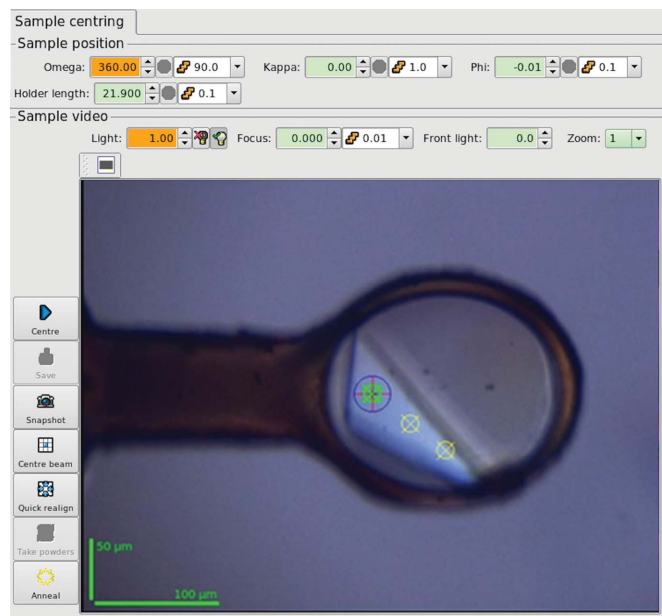 Sample centring
Sample position
Omega: 360.00 90.0 Kappa: 0.00 1.0 Phi: -0.01 0.1
Holder length: 21.900 0.1
Sample video
Light: 1.00 Focus: 0.000 0.01 Front light: 0.0 Zoom: 1
Centre
Save
Snapshot
Centre beam
Quick realign
Take powders
Anneal
50 µm
100 µm